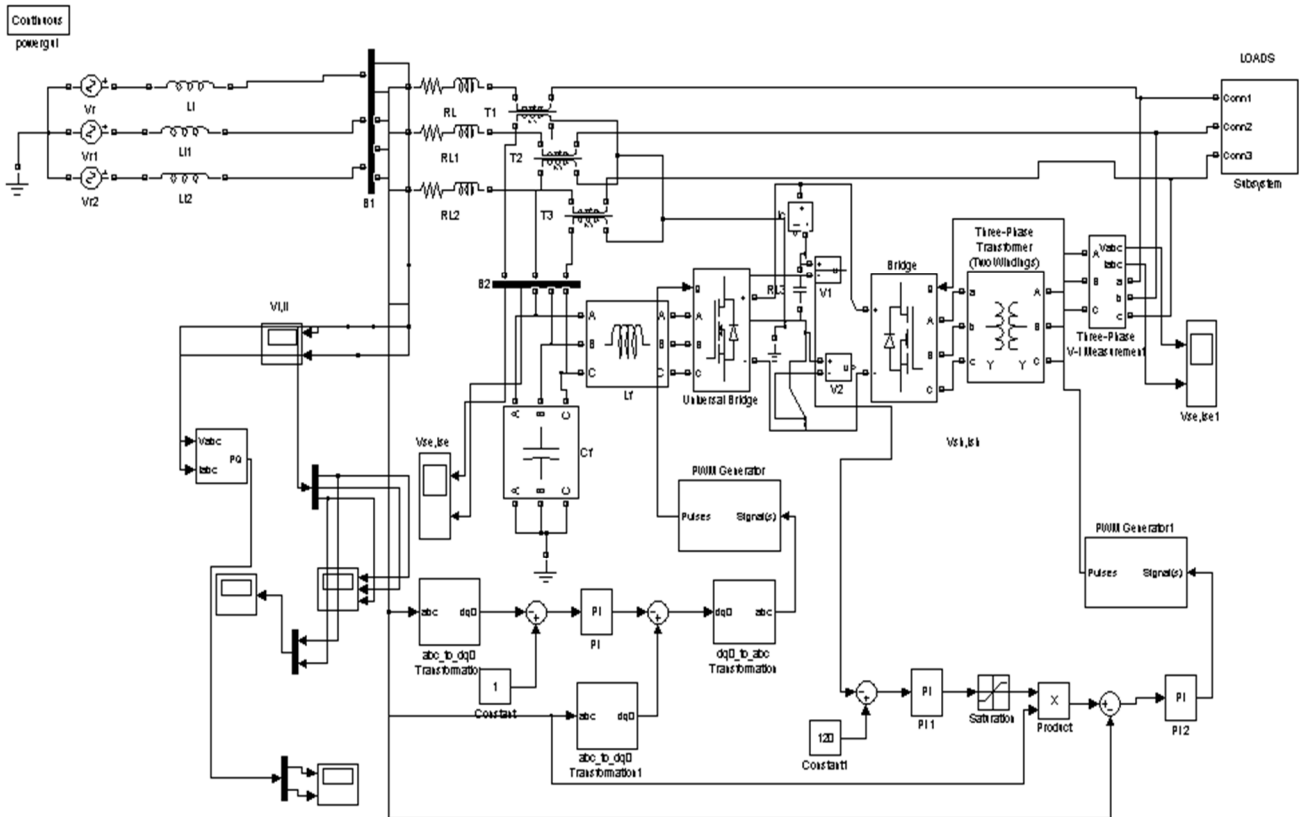 Continuous
powergui
LOADS
Vr
Ll
Vr1
Ll1
Vr2
Ll2
B1
RL
T1
RL1
T2
RL2
T3
Conn1
Conn2
Conn3
Subsystem
B2
A
B
C
A
B
C
Lf
g
A
B
C
+
-
Universal Bridge
RL3
V1
V2
Bridge
g
A
B
C
+
-
Three-Phase
Transformer
(Two Windings)
a
b
c
A
B
C
Y
Y
A
B
C
Vabc
Iabc
a
b
c
Three-Phase
V-I Measurement
Vse,Ise1
Vsh,Ish
Vl,Il
Vabc
Iabc
PQ
Vse,Ise
A
B
C
A
B
C
Cf
PWM Generator
Pulses
Signal(s)
PWM Generator1
Pulses
Signal(s)
abc
dq0
abc_to_dq0
Transformation
1
Constant
PI
PI
dq0
abc
dq0_to_abc
Transformation
abc
dq0
abc_to_dq0
Transformation1
120
Constant1
PI
PI1
Saturation
X
Product
PI
PI2